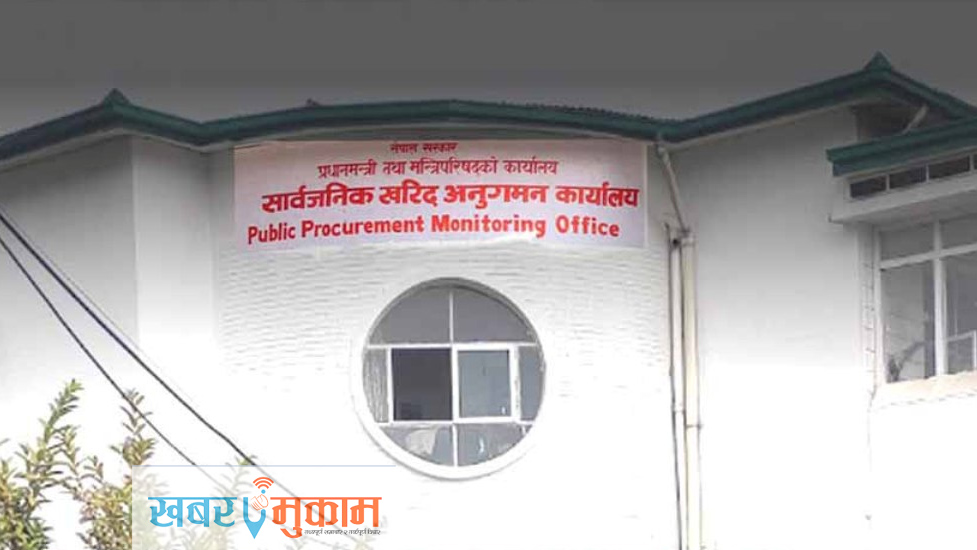 नेपाल सरकार
प्रधानमन्त्री तथा मन्त्रिपरिषद्को कार्यालय
सार्वजनिक खरिद अनुगमन कार्यालय
Public Procurement Monitoring Office
खबर मुकाम